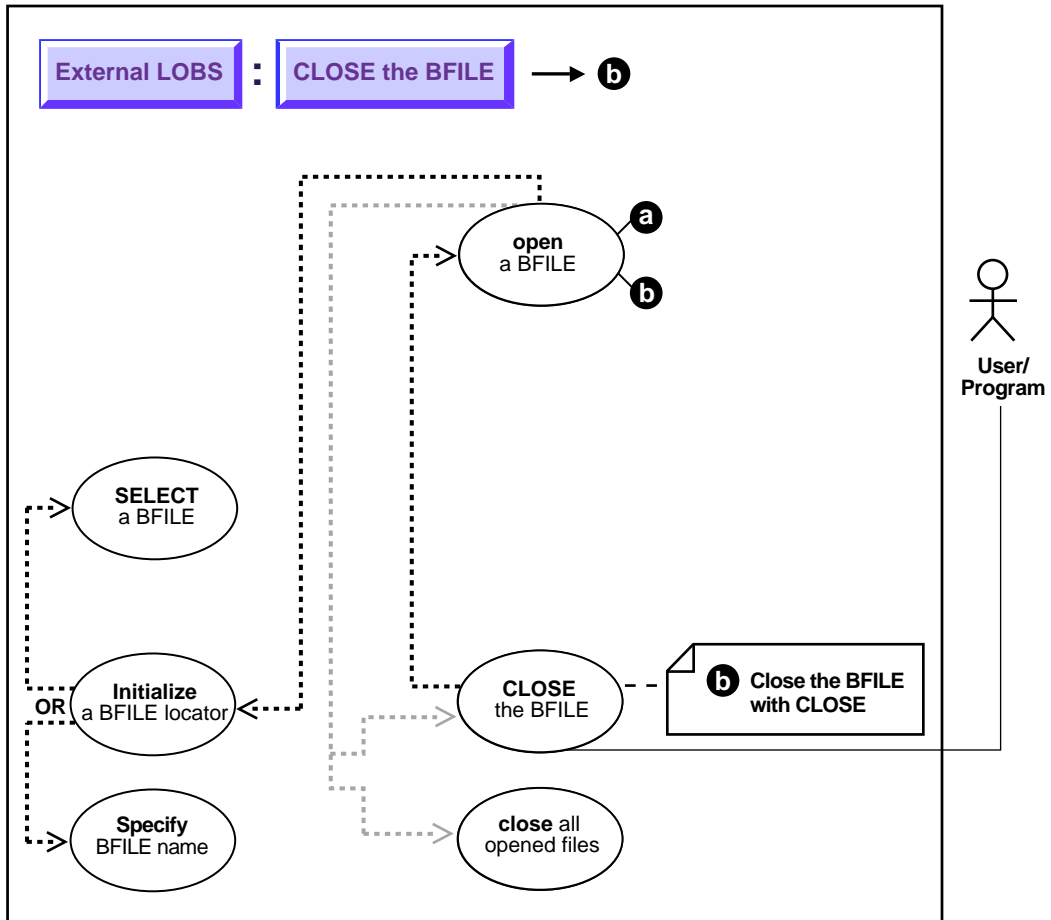 External LOBS : CLOSE the BFILE b
a
open
a BFILE
b
User/
Program
SELECT
a BFILE
Initialize
a BFILE locator
OR
CLOSE
the BFILE
b Close the BFILE
with CLOSE
Specify
BFILE name
close all
opened files